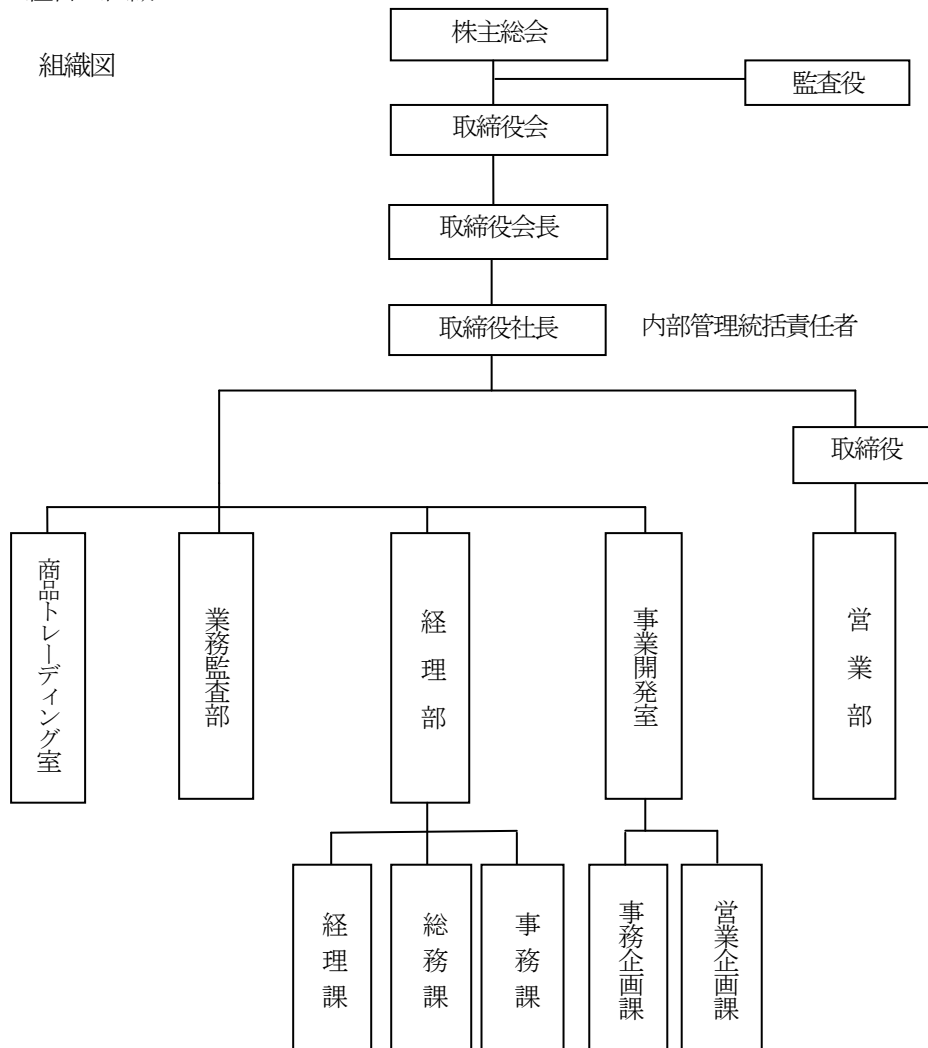 株主総会
組織図
監査役
取締役会
取締役会長
取締役社長
内部管理統括責任者
取締役
商品トレーディング室
業務監査部
経理部
事業開発室
営業部
経理課
総務課
事務課
事務企画課
営業企画課